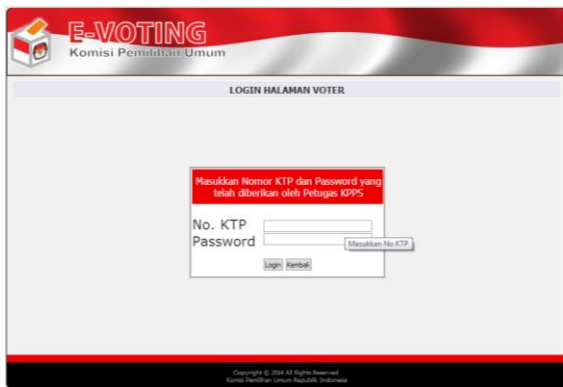 E-VOTING
Komisi Pemilihan Umum
LOGIN HALAMAN VOTER
Masukkan Nomor KTP dan Password yang
telah diberikan oleh Petugas KPPS
No. KTP
Password
Masukkan No KTP
Login Kembali
Copyright © 2014 All Rights Reserved
Komisi Pemilihan Umum Republik Indonesia